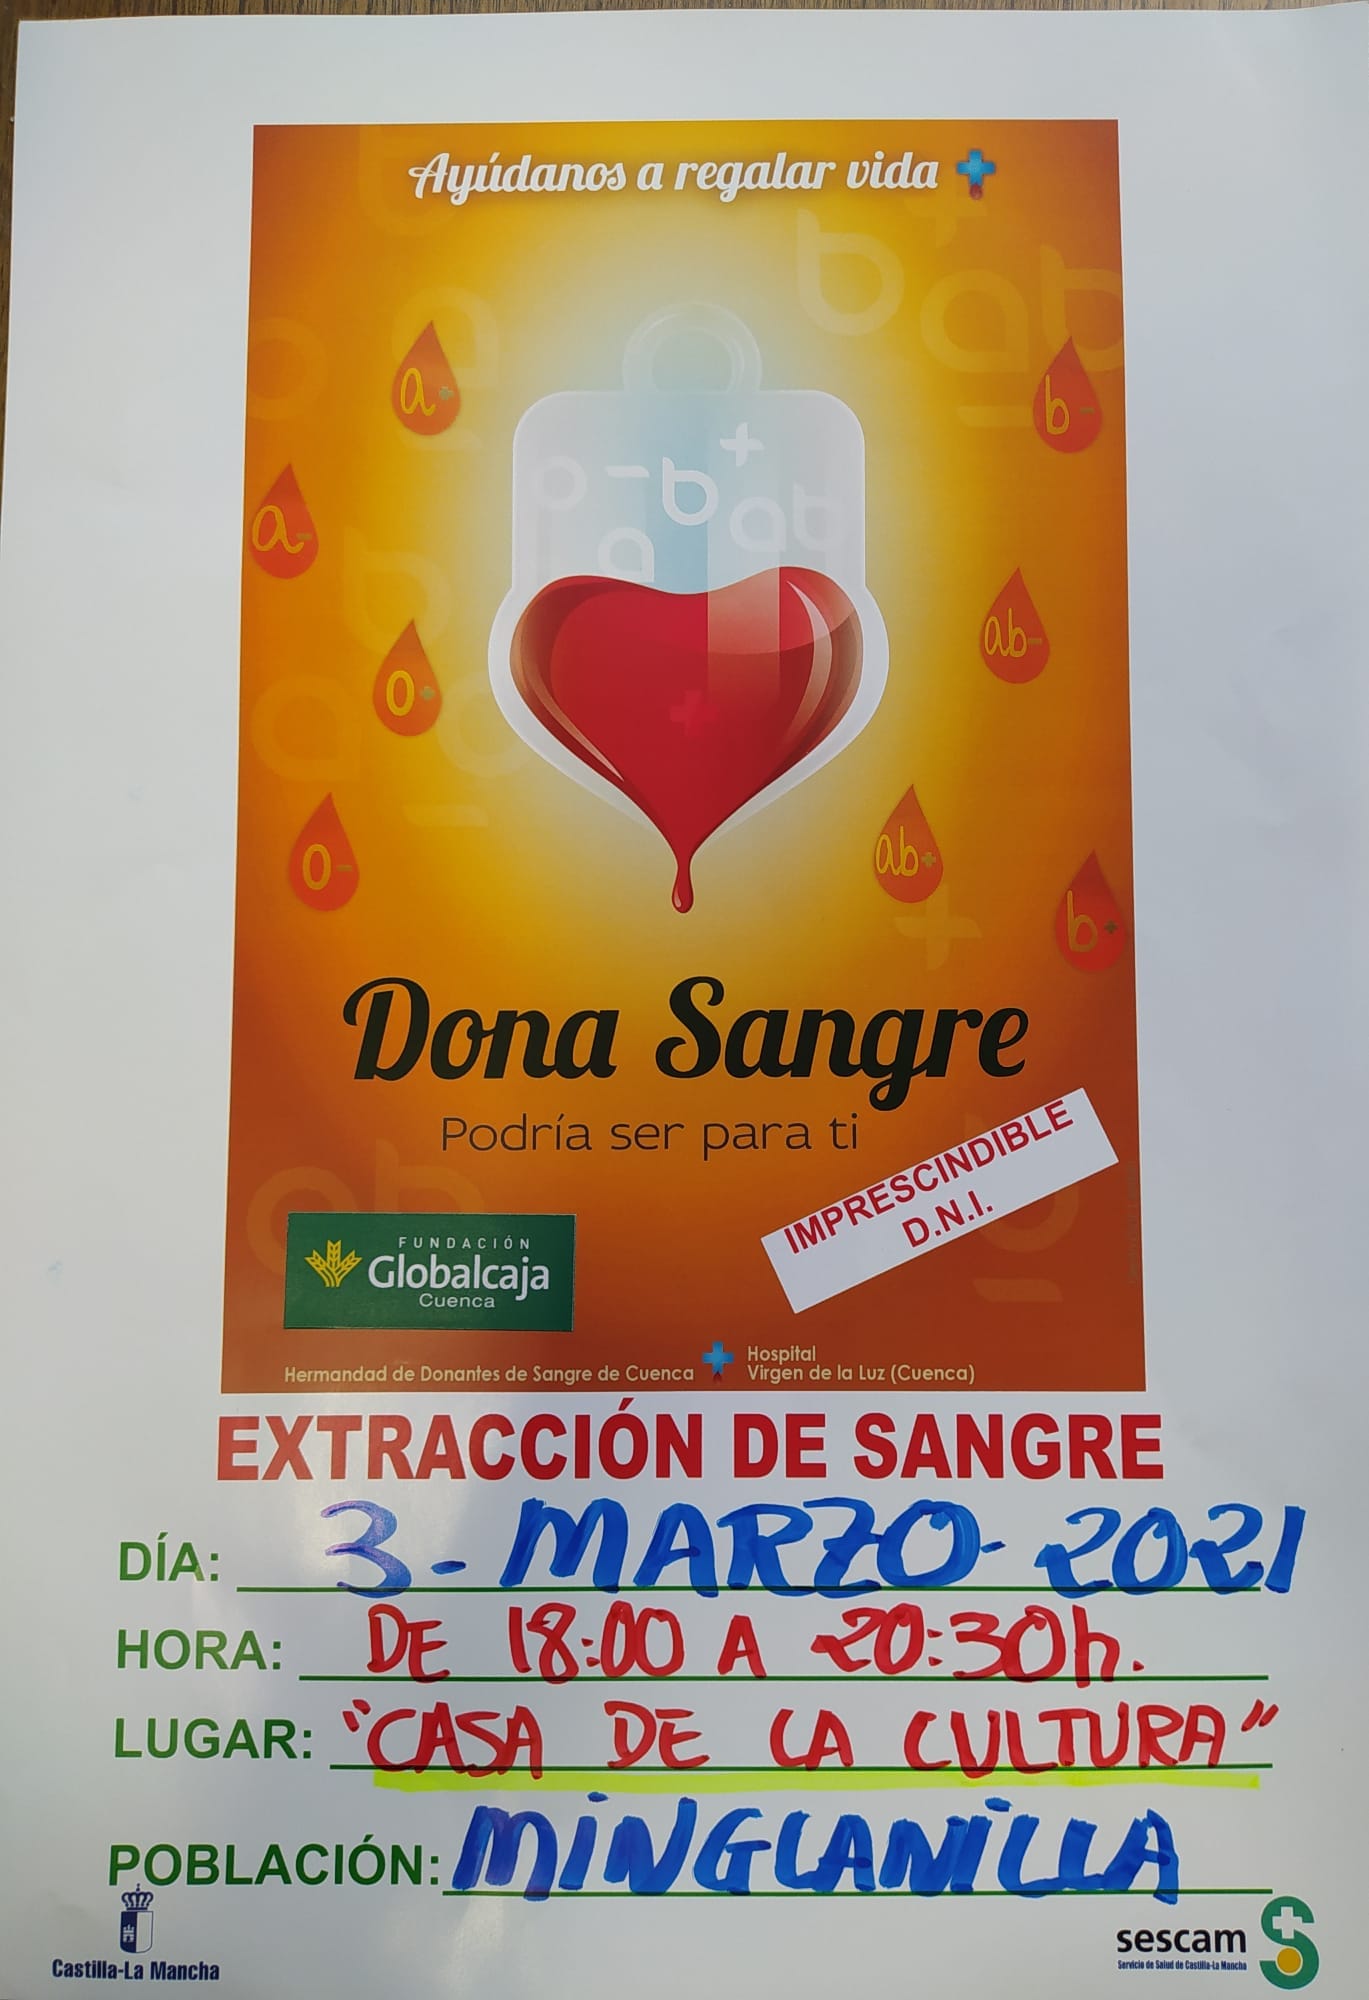 Ayúdanos a regalar vida
a+
b-
a-
o - b +
a ab
ab-
o+
o-
ab+
b+
Dona Sangre
Podría ser para ti
IMPRESCINDIBLE
D.N.I.
FUNDACIÓN
Globalcaja
Cuenca
Hermandad de Donantes de Sangre de Cuenca
Hospital
Virgen de la Luz (Cuenca)
EXTRACCIÓN DE SANGRE
DÍA: 3 - MARZO - 2021
HORA: DE 18:00 A 20:30h.
LUGAR: "CASA DE LA CULTURA"
POBLACIÓN: MINGLANILLA
Castilla-La Mancha
sescam
Servicio de Salud de Castilla-La Mancha